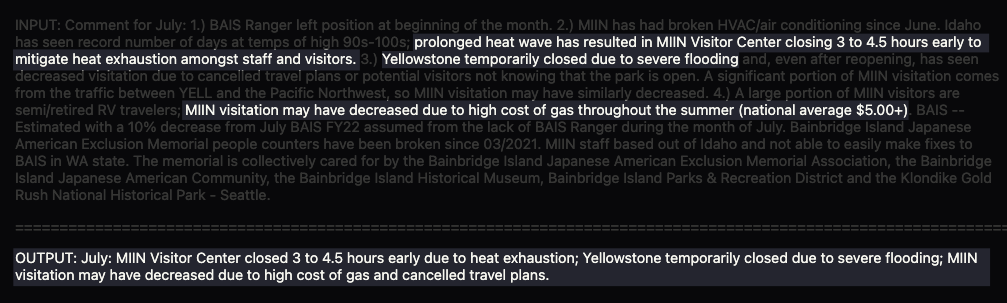 INPUT: Comment for July: 1.) BAIS Ranger left position at beginning of the month. 2.) MIIN has had broken HVAC/air conditioning since June. Idaho
has seen record number of days at temps of high 90s-100s; prolonged heat wave has resulted in MIIN Visitor Center closing 3 to 4.5 hours early to
mitigate heat exhaustion amongst staff and visitors. 3.) Yellowstone temporarily closed due to severe flooding and, even after reopening, has seen
decreased visitation due to cancelled travel plans or potential visitors not knowing that the park is open. A significant portion of MIIN visitation comes
from the traffic between YELL and the Pacific Northwest, so MIIN visitation may have similarly decreased. 4.) A large portion of MIIN visitors are
semi/retired RV travelers; MIIN visitation may have decreased due to high cost of gas throughout the summer (national average $5.00+). BAIS --
Estimated with a 10% decrease from July BAIS FY22 assumed from the lack of BAIS Ranger during the month of July. Bainbridge Island Japanese
American Exclusion Memorial people counters have been broken since 03/2021. MIIN staff based out of Idaho and not able to easily make fixes to
BAIS in WA state. The memorial is collectively cared for by the Bainbridge Island Japanese American Exclusion Memorial Association, the Bainbridge
Island Japanese American Community, the Bainbridge Island Historical Museum, Bainbridge Island Parks & Recreation District and the Klondike Gold
Rush National Historical Park - Seattle.
OUTPUT: July: MIIN Visitor Center closed 3 to 4.5 hours early due to heat exhaustion; Yellowstone temporarily closed due to severe flooding; MIIN
visitation may have decreased due to high cost of gas and cancelled travel plans.